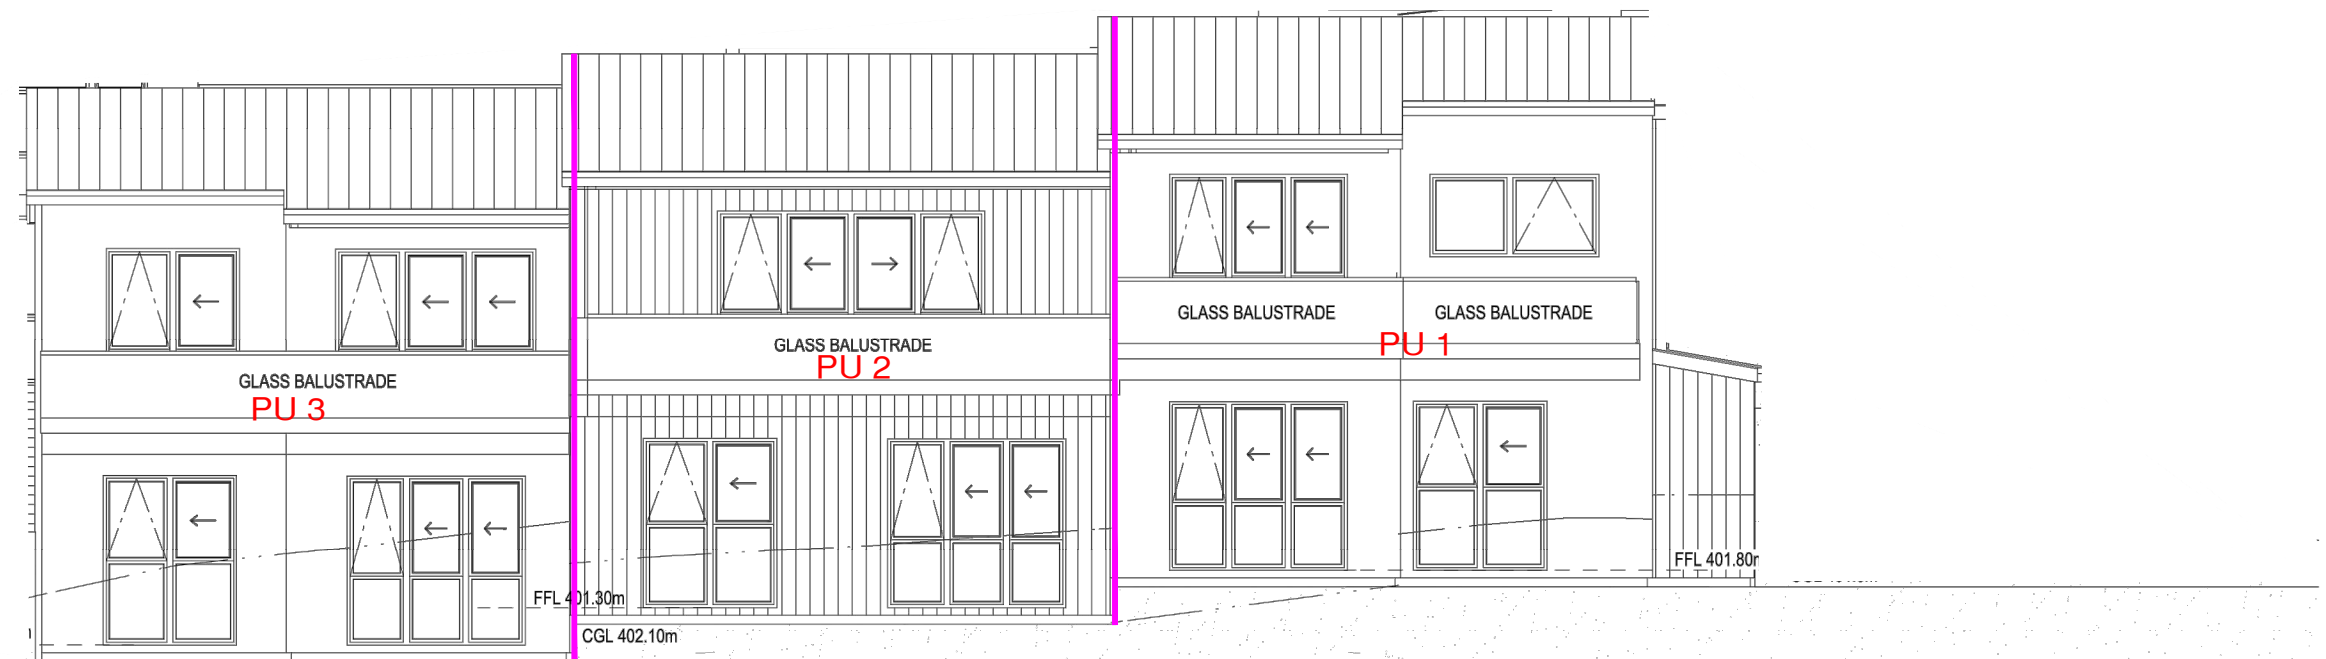 GLASS BALUSTRADE
GLASS BALUSTRADE
PU 1
GLASS BALUSTRADE
PU 2
GLASS BALUSTRADE
PU 3
FFL 401.80m
FFL 401.30m
CGL 402.10m